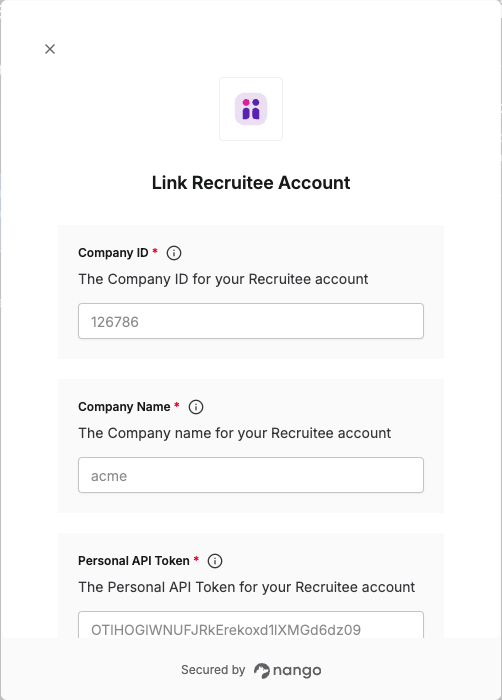 Link Recruitee Account
Company ID *
The Company ID for your Recruitee account
126786
Company Name *
The Company name for your Recruitee account
acme
Personal API Token *
The Personal API Token for your Recruitee account
OTlHOGlWNUFJRkErekoxd1lXMGd6dz09
Secured by nango